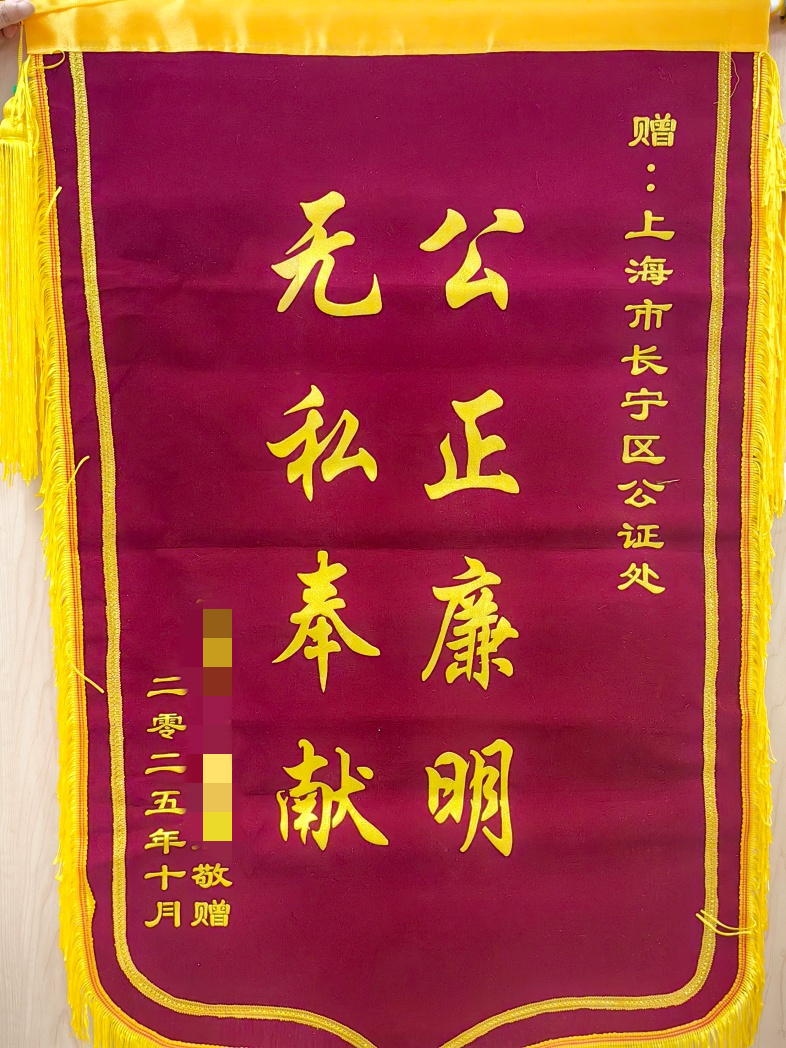 赠：上海市长宁区公证处
公正廉明
无私奉献
敬赠
二零二五年十月